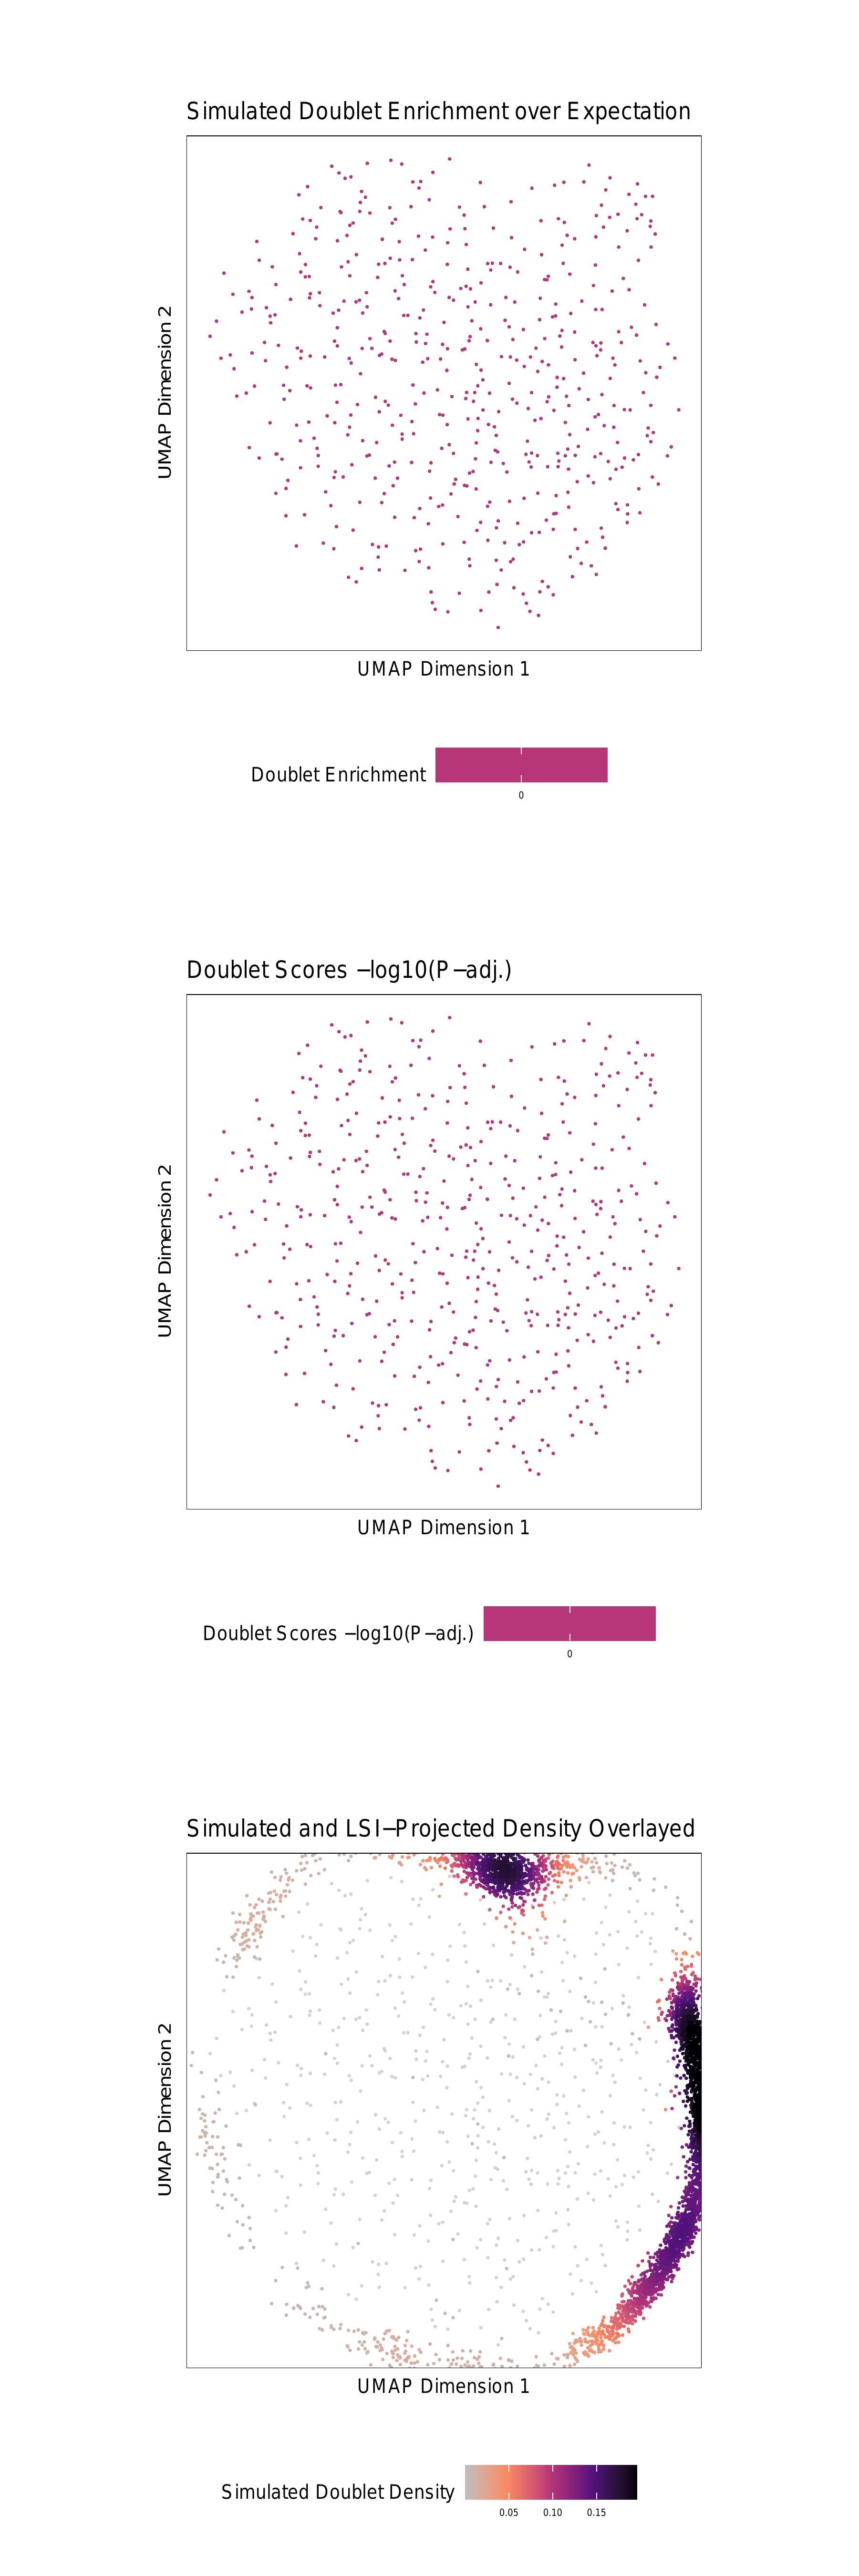 Simulated Doublet Enrichment over Expectation
UMAP Dimension 2
UMAP Dimension 1
Doublet Enrichment
0
Doublet Scores −log10(P−adj.)
UMAP Dimension 2
UMAP Dimension 1
Doublet Scores −log10(P−adj.)
0
Simulated and LSI−Projected Density Overlayed
UMAP Dimension 2
UMAP Dimension 1
Simulated Doublet Density
0.05 0.10 0.15